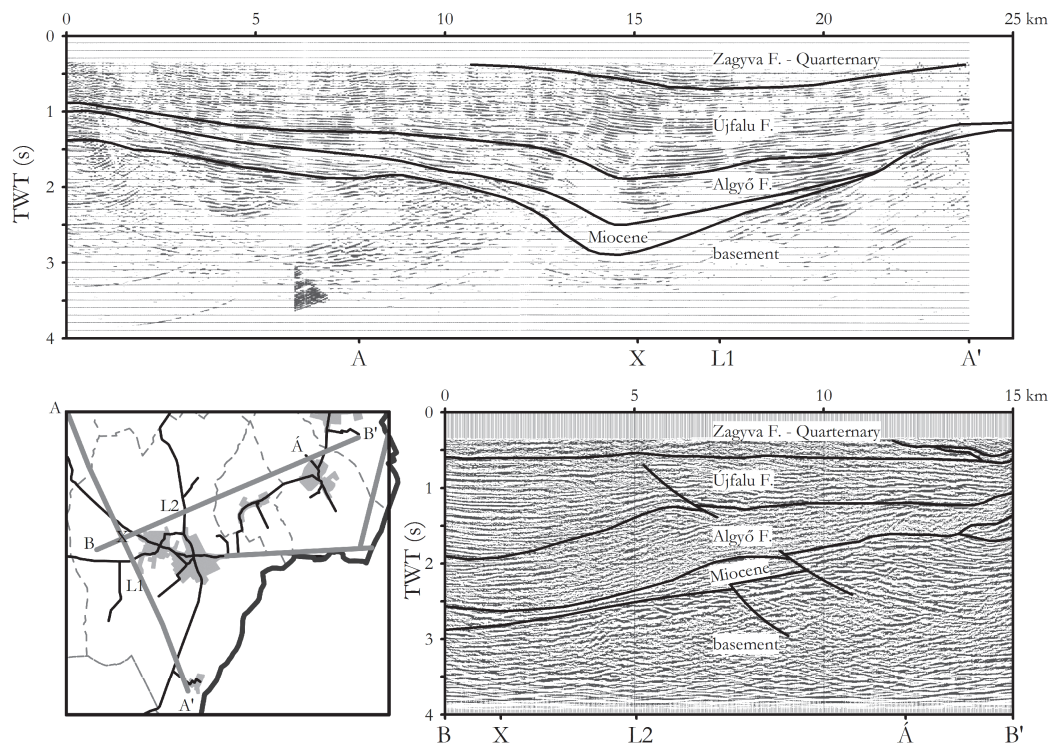 0 5 10 15 20 25 km
0
1
2
3
4
TWT (s)
Zagyva F. - Quarternary
Újfalu F.
Algyő F.
Miocene
basement
A X L1 A'
A
B'
Á
L2
B
L1
A'
0 5 10 15 km
0
1
2
3
4
TWT (s)
Zagyva F. - Quarternary
Újfalu F.
Algyő F.
Miocene
basement
B X L2 Á B'